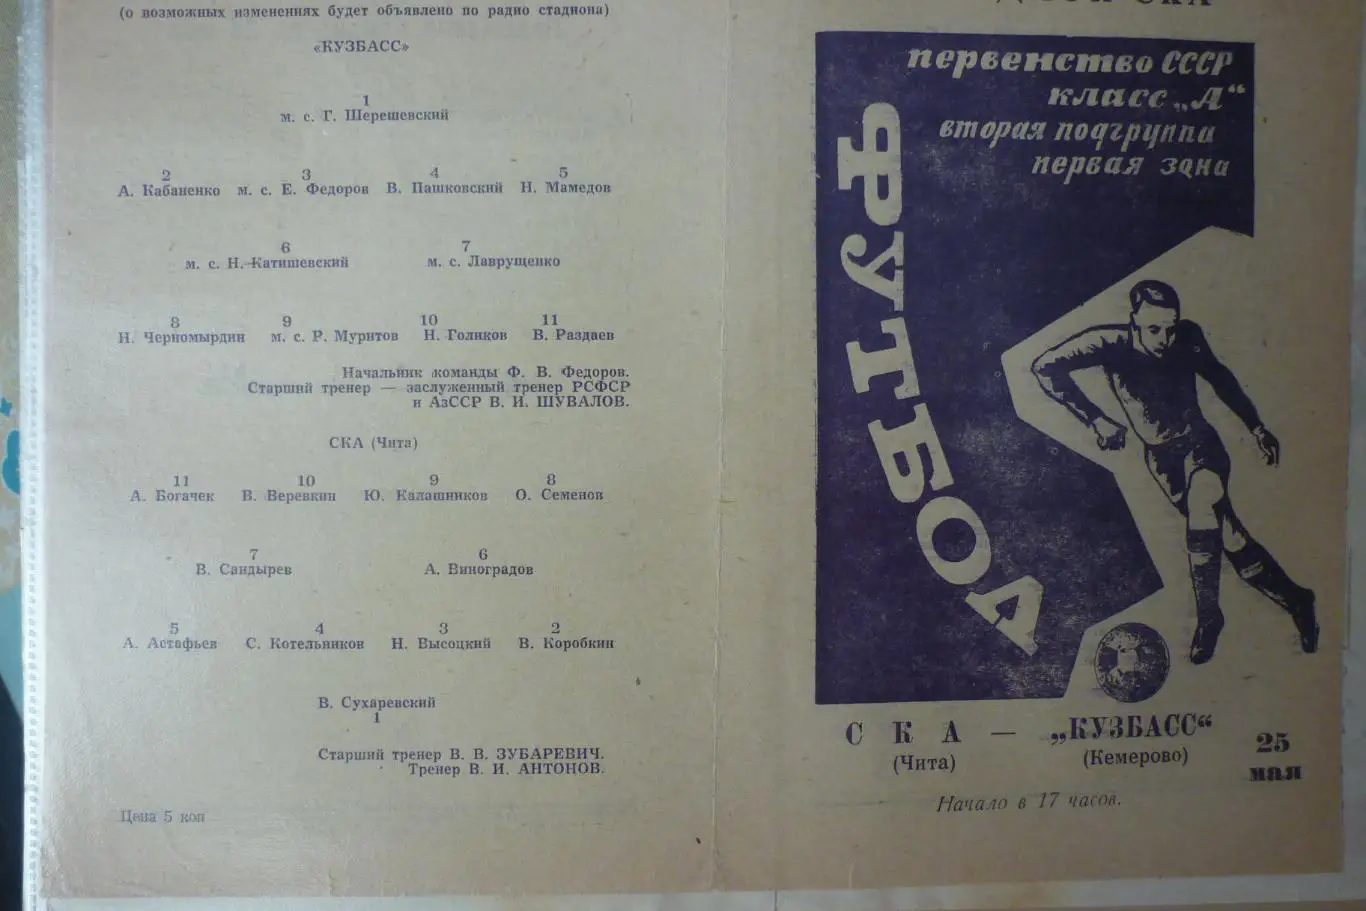 (о возможных изменениях будет объявлено по радио стадиона)
«КУЗБАСС»
1
м. с. Г. Шерешевский
2 3 4 5
А. Кабаненко м. с. Е. Федоров В. Пашковский Н. Мамедов
6 7
м. с. Н. Катишевский м. с. Лаврущенко
8 9 10 11
Н. Черномырдин м. с. Р. Муритов Н. Голиков В. Раздаев
Начальник команды Ф. В. Федоров.
Старший тренер — заслуженный тренер РСФСР
и АзССР В. И. ШУВАЛОВ.
СКА (Чита)
11 10 9 8
А. Богачек В. Веревкин Ю. Калашников О. Семенов
7 6
В. Сандырев А. Виноградов
5 4 3 2
А. Астафьев С. Котельников Н. Высоцкий В. Коробкин
В. Сухаревский
1
Старший тренер В. В. ЗУБАРЕВИЧ.
Тренер В. И. АНТОНОВ.
Цена 5 коп
СКА
первенство СССР
класс „А“
вторая подгруппа
первая зона
ФУТБОЛ
СКА — „КУЗБАСС“
(Чита) (Кемерово)
25
мая
Начало в 17 часов.